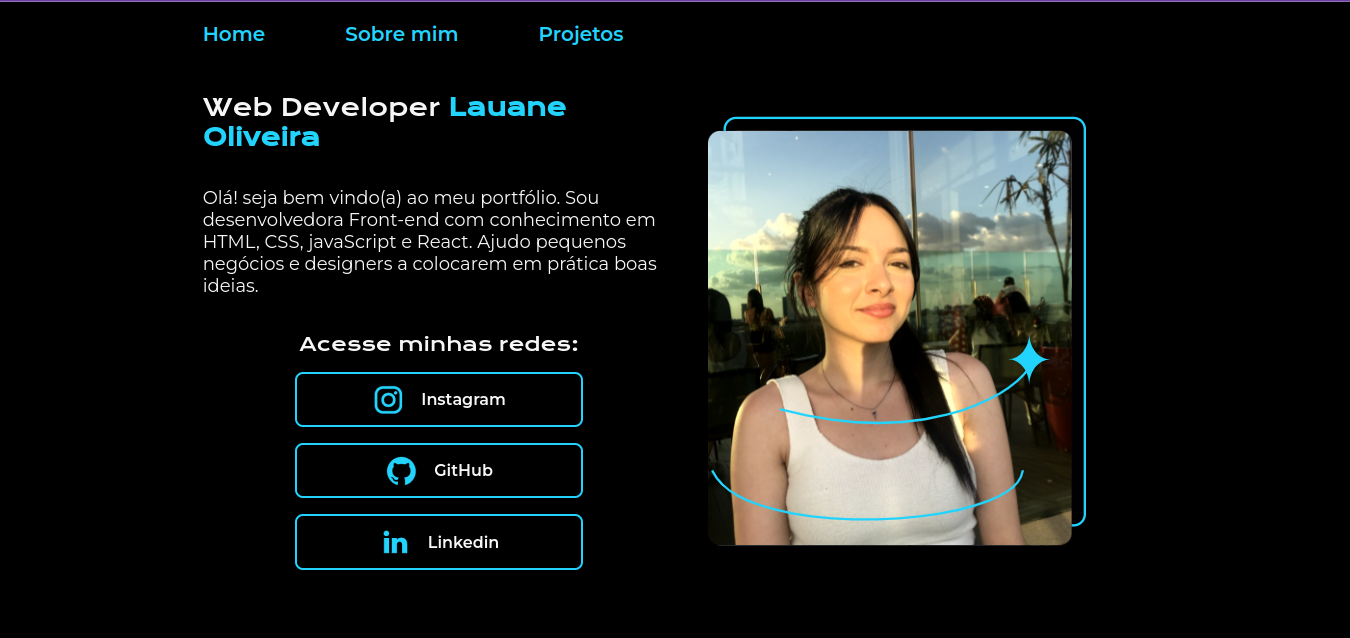 Home Sobre mim Projetos
Web Developer Lauane
Oliveira
Olá! seja bem vindo(a) ao meu portfólio. Sou
desenvolvedora Front-end com conhecimento em
HTML, CSS, javaScript e React. Ajudo pequenos
negócios e designers a colocarem em prática boas
ideias.
Acesse minhas redes:
Instagram
GitHub
in Linkedin